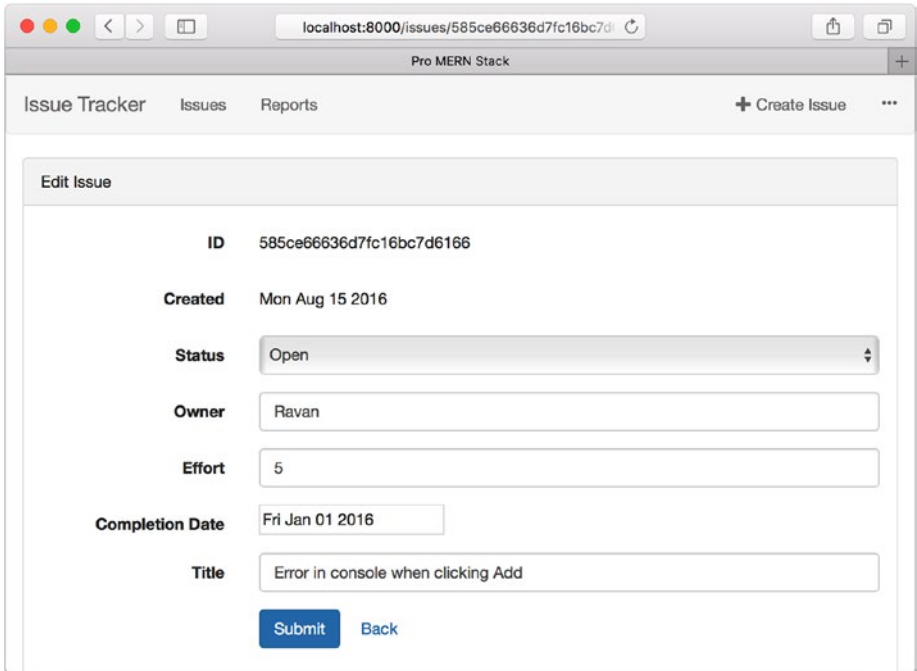 localhost:8000/issues/585ce66636d7fc16bc7d
Pro MERN Stack
Issue Tracker Issues Reports + Create Issue ...
Edit Issue
ID 585ce66636d7fc16bc7d6166
Created Mon Aug 15 2016
Status Open
Owner Ravan
Effort 5
Completion Date Fri Jan 01 2016
Title Error in console when clicking Add
Submit Back